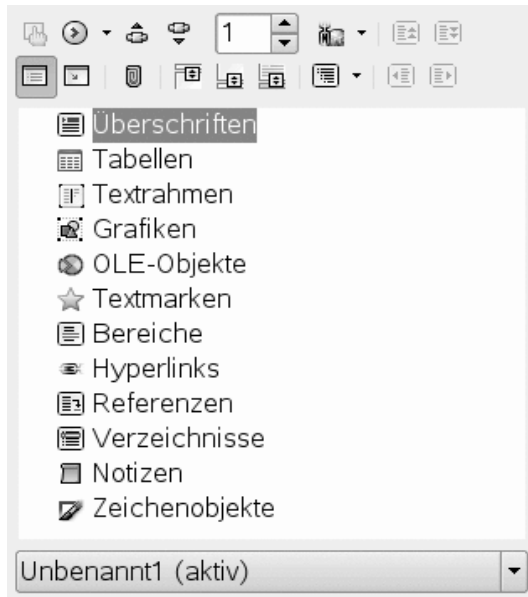 1
Überschriften
Tabellen
Textrahmen
Grafiken
OLE-Objekte
Textmarken
Bereiche
Hyperlinks
Referenzen
Verzeichnisse
Notizen
Zeichenobjekte
Unbenannt1 (aktiv)